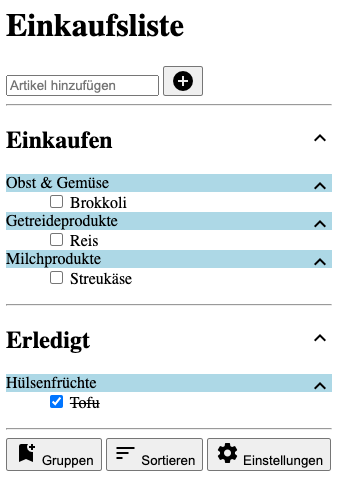 Einkaufsliste
Artikel hinzufügen
Einkaufen
Obst & Gemüse
Brokkoli
Getreideprodukte
Reis
Milchprodukte
Streukäse
Erledigt
Hülsenfrüchte
Tofu
Gruppen Sortieren Einstellungen